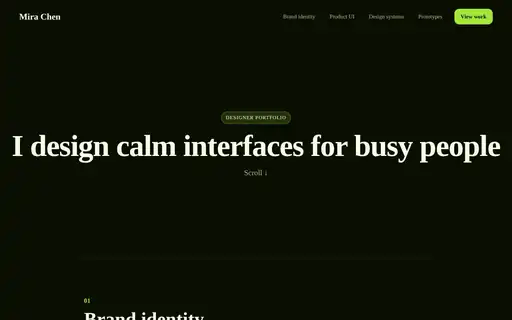 Mira Chen
Brand identity
Product UI
Design systems
Prototypes
View work
DESIGNER PORTFOLIO
I design calm interfaces for busy people
Scroll ↓
01
Brand identity